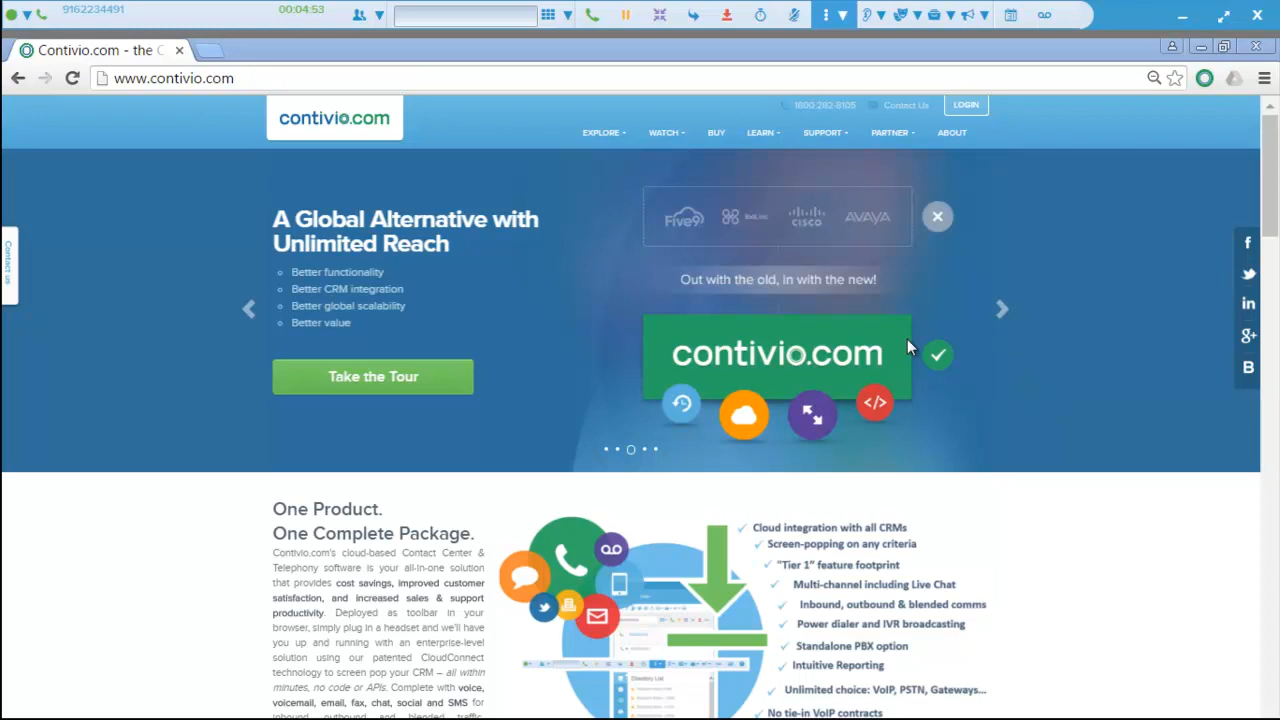 9162234491
00:04:53
Contivio.com - the C
www.contivio.com
contivio.com
1800.282-8105
Contact Us
LOGIN
EXPLORE
WATCH
BUY
LEARN
SUPPORT
PARTNER
ABOUT
Contact us
A Global Alternative with
Unlimited Reach
Better functionality
Better CRM integration
Better global scalability
Better value
Take the Tour
Five9
CISCO
AVAYA
Out with the old, in with the new!
contivio.com
One Product.
One Complete Package.
Contivio.com's cloud-based Contact Center &
Telephony software is your all-in-one solution
that provides cost savings, improved customer
satisfaction, and increased sales & support
productivity. Deployed as toolbar in your
browser, simply plug in a headset and we'll have
you up and running with an enterprise-level
solution using our patented CloudConnect
technology to screen pop your CRM – all within
minutes, no code or APIs. Complete with voice,
voicemail, email, fax, chat, social and SMS for
inbound, outbound and blended traffic,
Directory List
Cloud integration with all CRMs
Screen-popping on any criteria
"Tier 1" feature footprint
Multi-channel including Live Chat
Inbound, outbound & blended comms
Power dialer and IVR broadcasting
Standalone PBX option
Intuitive Reporting
Unlimited choice: VoIP, PSTN, Gateways...
No tie-in VoIP contracts